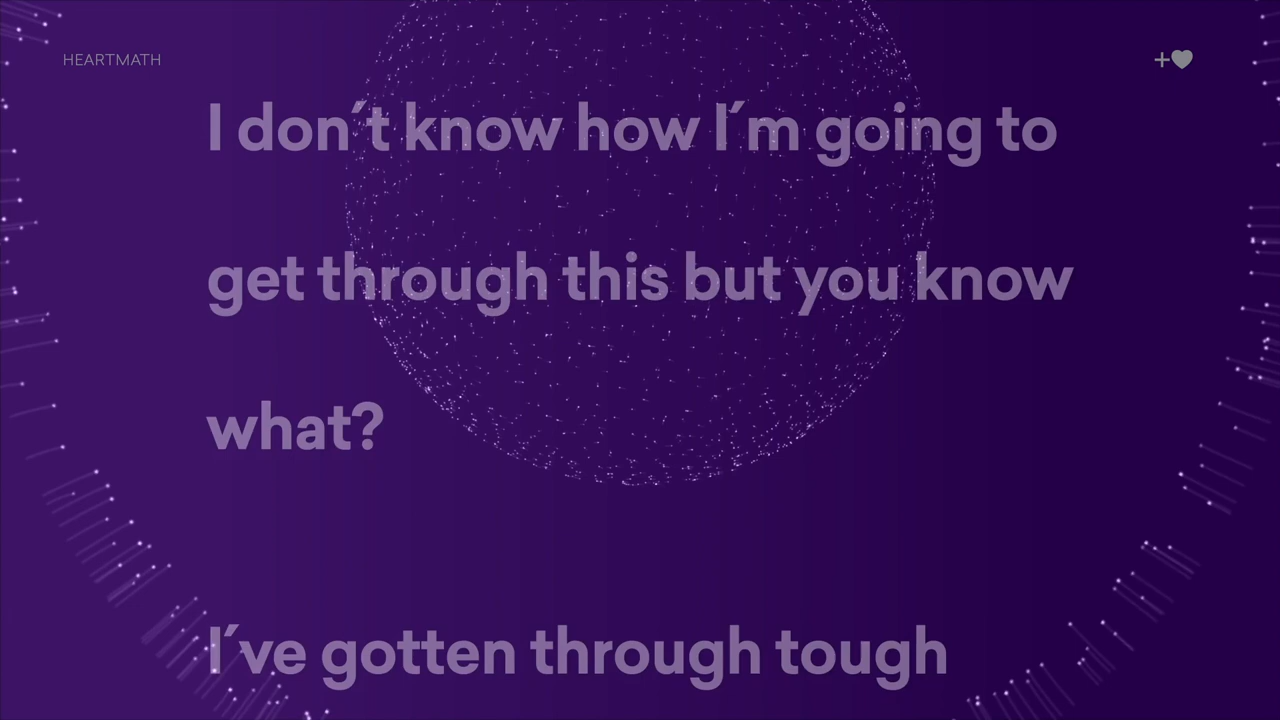 HEARTMATH
+♥
I don´t know how I´m going to
get through this but you know
what?
I´ve gotten through tough